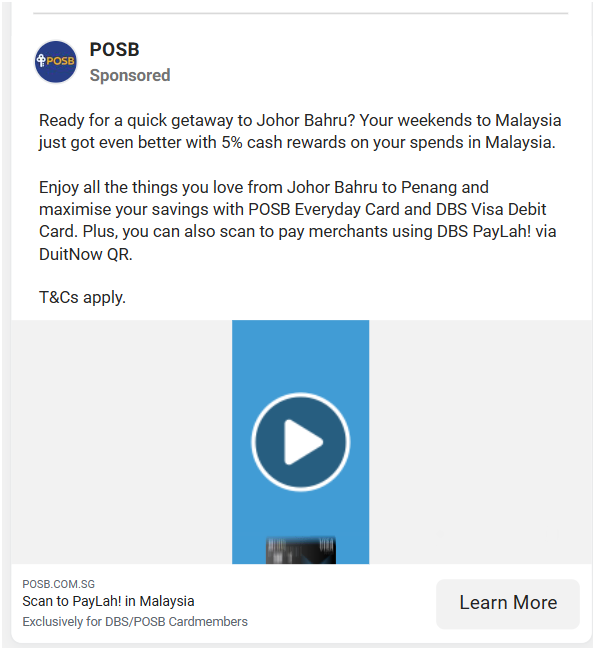 POSB
POSB
Sponsored
Ready for a quick getaway to Johor Bahru? Your weekends to Malaysia
just got even better with 5% cash rewards on your spends in Malaysia.
Enjoy all the things you love from Johor Bahru to Penang and
maximise your savings with POSB Everyday Card and DBS Visa Debit
Card. Plus, you can also scan to pay merchants using DBS PayLah! via
DuitNow QR.
T&Cs apply.
POSB.COM.SG
Scan to PayLah! in Malaysia
Exclusively for DBS/POSB Cardmembers
Learn More